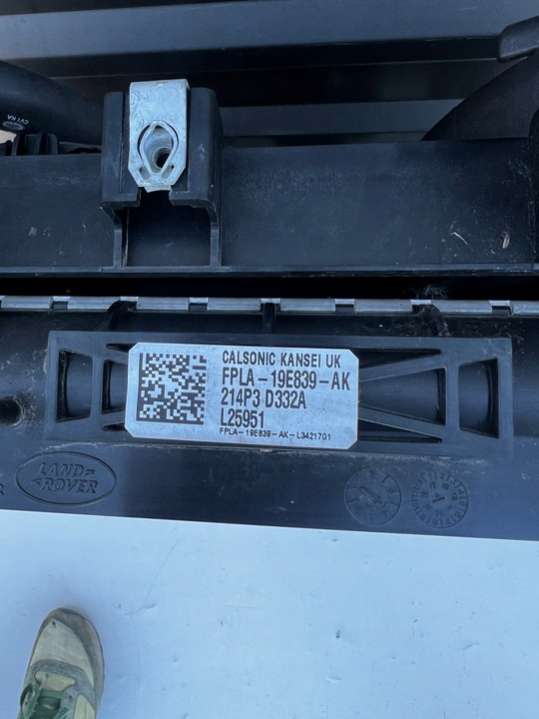 CALSONIC KANSEI UK
FPLA-19E839-AK
214P3 D332A
L25951
FPLA-19E839-AK-L3421701
LAND-
ROVER